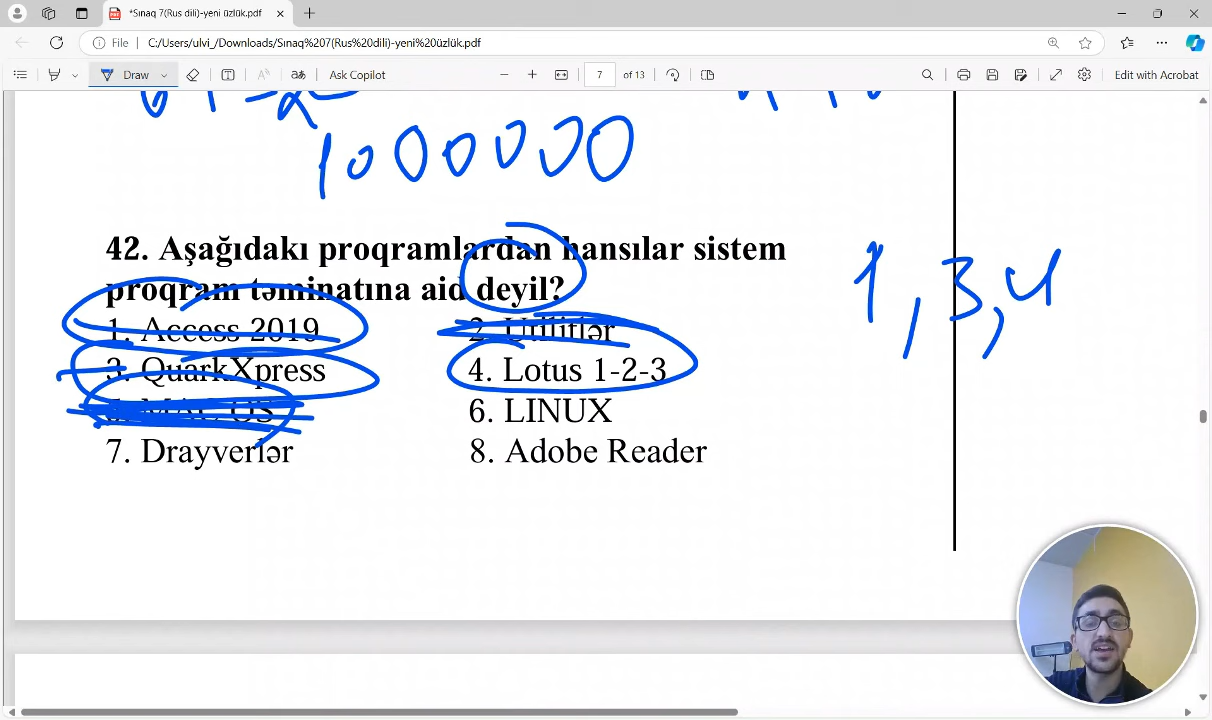 *Sınaq 7(Rus dili)-yeni üzlük.pdf
File C:/Users/ulvi_/Downloads/Sınaq%207(Rus%20dili)-yeni%20üzlük.pdf
Draw Ask Copilot 7 of 13 Edit with Acrobat
1000000
42. Aşağıdakı proqramlardan hansılar sistem
proqram təminatına aid deyil?
1. Access 2019 2. Utilitlər
3. QuarkXpress 4. Lotus 1-2-3
5. MAC OS 6. LINUX
7. Drayverlər 8. Adobe Reader
1, 3, 4